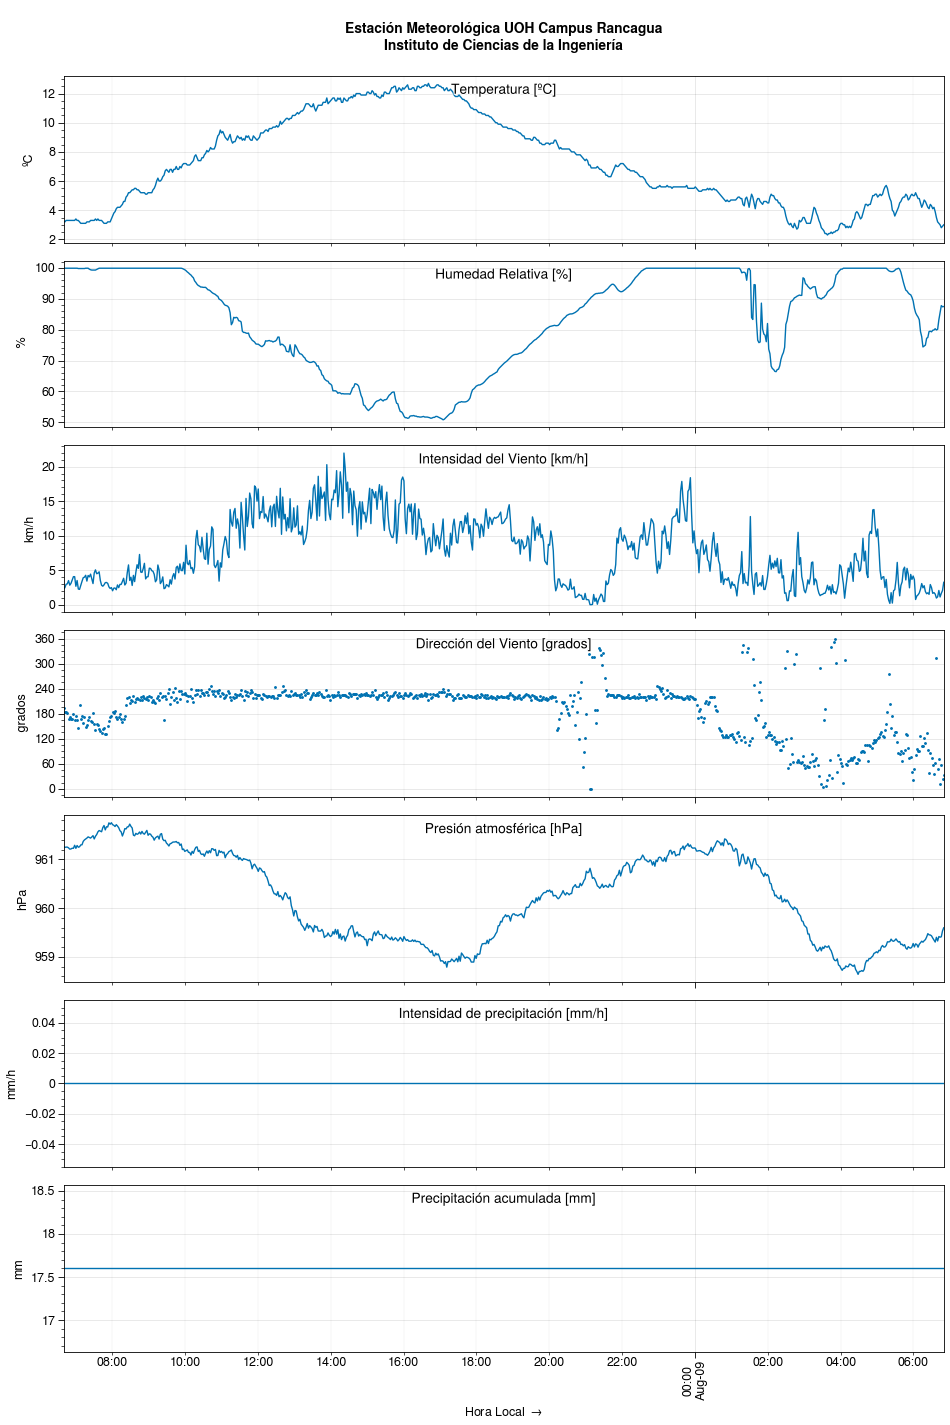 Estación Meteorológica UOH Campus Rancagua
Instituto de Ciencias de la Ingeniería
Temperatura [ºC]
ºC
12
10
8
6
4
2
Humedad Relativa [%]
%
100
90
80
70
60
50
Intensidad del Viento [km/h]
km/h
20
15
10
5
0
Dirección del Viento [grados]
grados
360
300
240
180
120
60
0
Presión atmosférica [hPa]
hPa
961
960
959
Intensidad de precipitación [mm/h]
mm/h
0.04
0.02
0
−0.02
−0.04
Precipitación acumulada [mm]
mm
18.5
18
17.5
17
08:00 10:00 12:00 14:00 16:00 18:00 20:00 22:00 00:00 02:00 04:00 06:00
Aug-09
Hora Local →